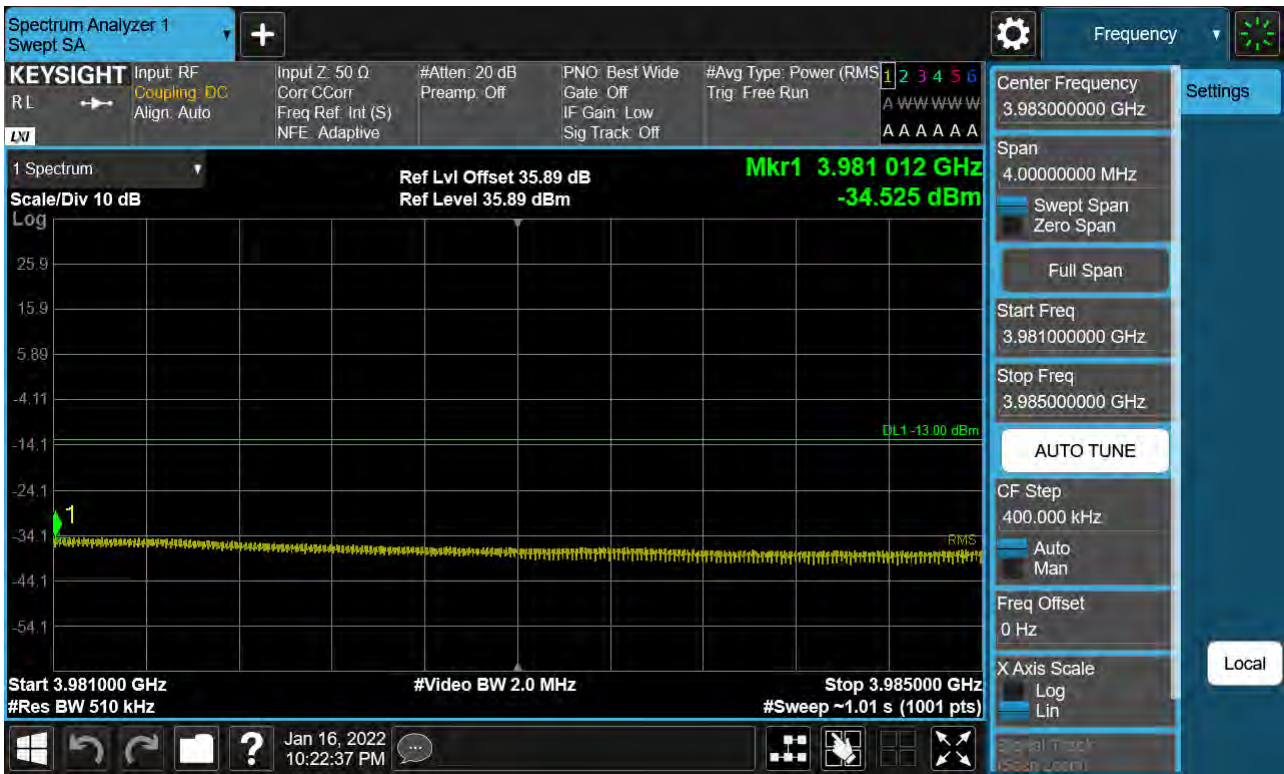 Spectrum Analyzer 1
Swept SA
+
Frequency
KEYSIGHT
RL
LXI
Input: RF
Coupling: DC
Align: Auto
Input Z: 50 Ω
Corr CCorr
Freq Ref: Int (S)
NFE: Adaptive
#Atten: 20 dB
Preamp: Off
PNO: Best Wide
Gate: Off
IF Gain: Low
Sig Track: Off
#Avg Type: Power (RMS
Trig: Free Run
1 2 3 4 5 6
A W W W W W
A A A A A A
Center Frequency
3.983000000 GHz
Settings
Span
4.00000000 MHz
Swept Span
Zero Span
Full Span
Start Freq
3.981000000 GHz
Stop Freq
3.985000000 GHz
AUTO TUNE
CF Step
400.000 kHz
Auto
Man
Freq Offset
0 Hz
X Axis Scale
Log
Lin
Local
1 Spectrum
Scale/Div 10 dB
Ref Lvl Offset 35.89 dB
Ref Level 35.89 dBm
Mkr1 3.981 012 GHz
-34.525 dBm
Log
25.9
15.9
5.89
-4.11
DL1 -13.00 dBm
-14.1
-24.1
1
-34.1
RMS
-44.1
-54.1
Start 3.981000 GHz
#Video BW 2.0 MHz
Stop 3.985000 GHz
#Res BW 510 kHz
#Sweep ~1.01 s (1001 pts)
?
Jan 16, 2022
10:22:37 PM